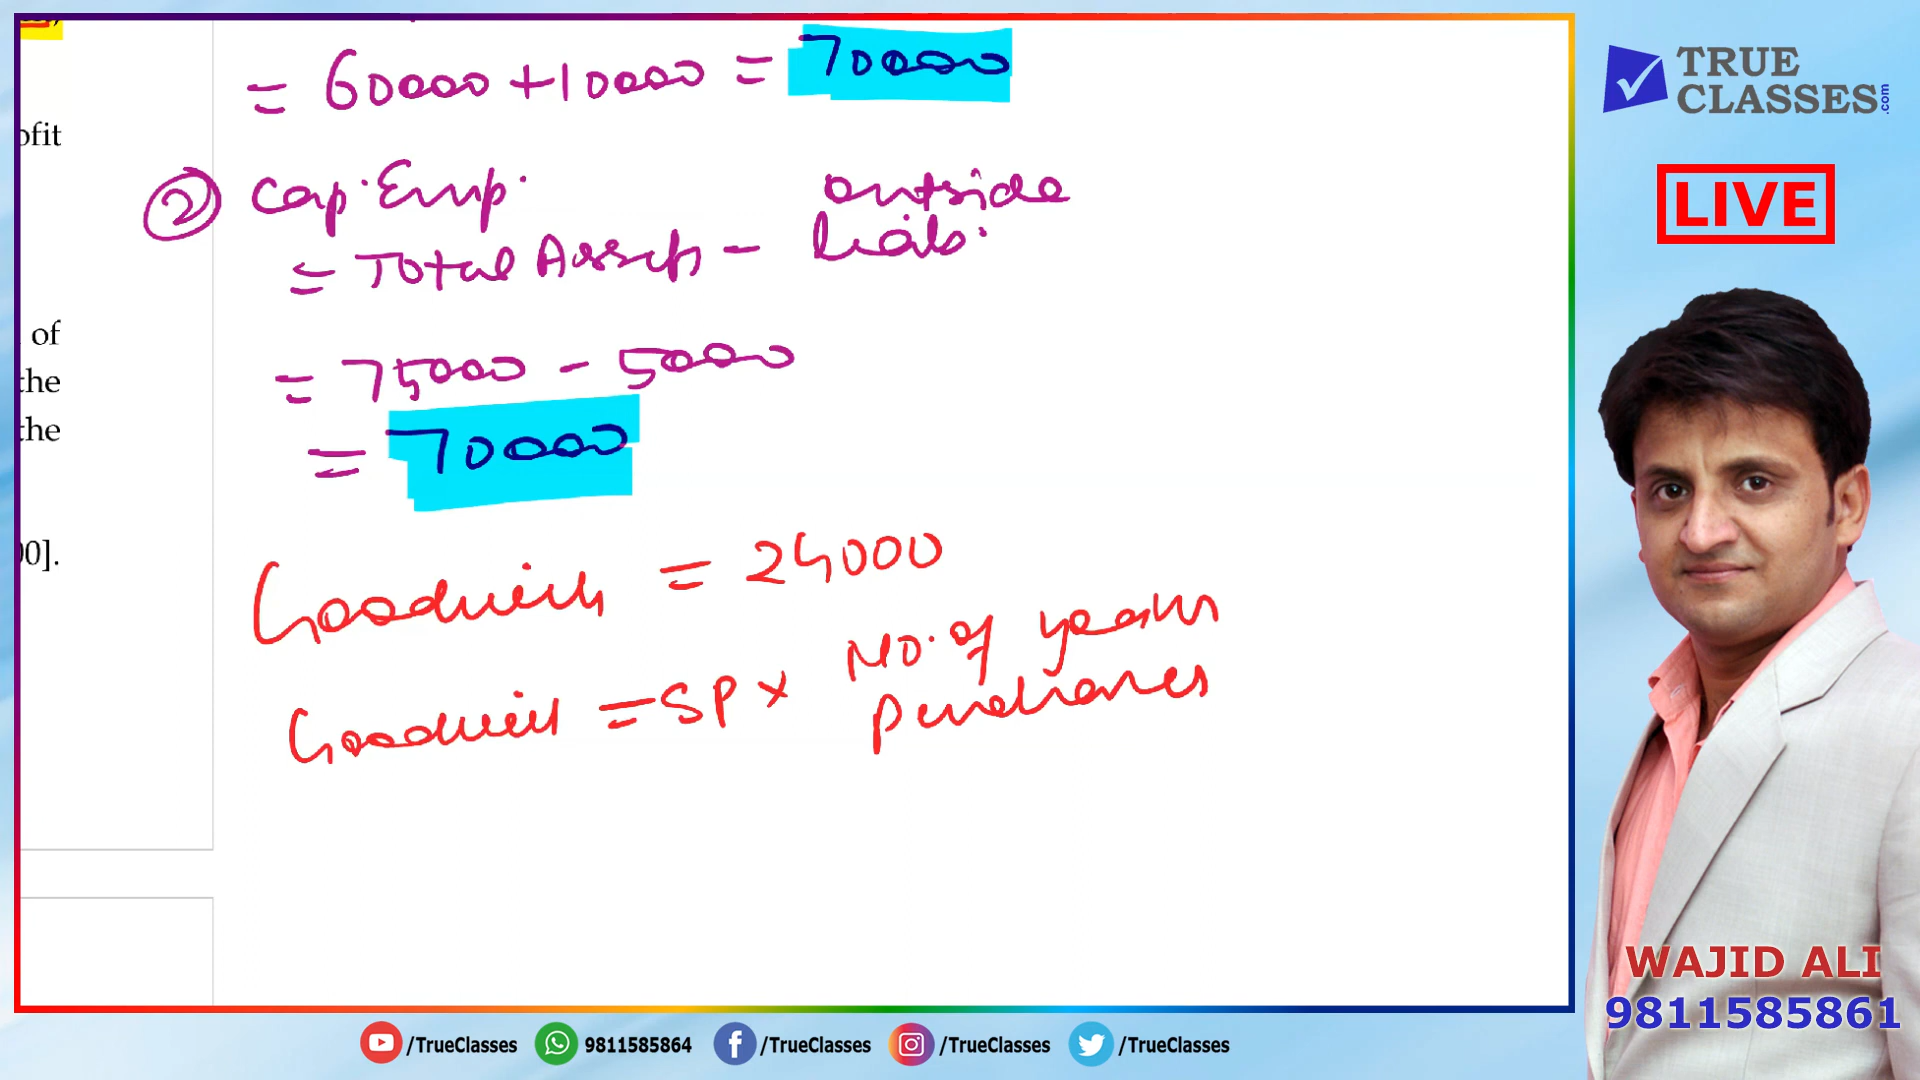 = 60000 + 10000 = 70000
ofit
② Cap. Emp.
= Total Assets - outside Liab.
of
the
= 75000 - 5000
the
= 70000
00].
Goodwill = 24000
Goodwill = SP × No. of years Purchases
TRUE
CLASSES.com
LIVE
WAJID ALI
9811585861
/TrueClasses
9811585864
/TrueClasses
/TrueClasses
/TrueClasses